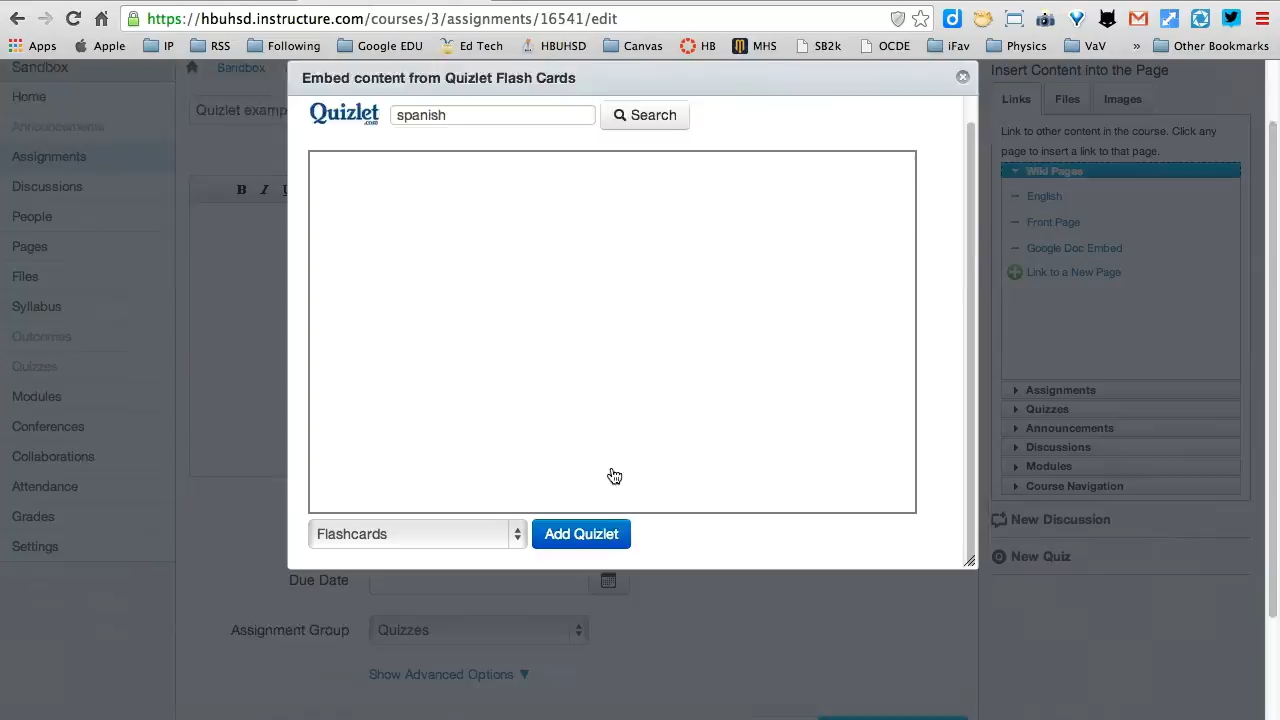 https://hbuhsd.instructure.com/courses/3/assignments/16541/edit
Apps Apple IP RSS Following Google EDU Ed Tech HBUHSD Canvas HB MHS SB2k OCDE iFav Physics VaV » Other Bookmarks
Sandbox
Home
Announcements
Assignments
Discussions
People
Pages
Files
Syllabus
Outcomes
Quizzes
Modules
Conferences
Collaborations
Attendance
Grades
Settings
Sandbox
Quizlet examp
B I U
Embed content from Quizlet Flash Cards
Quizlet.com spanish Search
Flashcards Add Quizlet
Due Date
Assignment Group Quizzes
Show Advanced Options ▼
Insert Content into the Page
Links Files Images
Link to other content in the course. Click any
page to insert a link to that page.
Wiki Pages
English
Front Page
Google Doc Embed
Link to a New Page
Assignments
Quizzes
Announcements
Discussions
Modules
Course Navigation
New Discussion
New Quiz